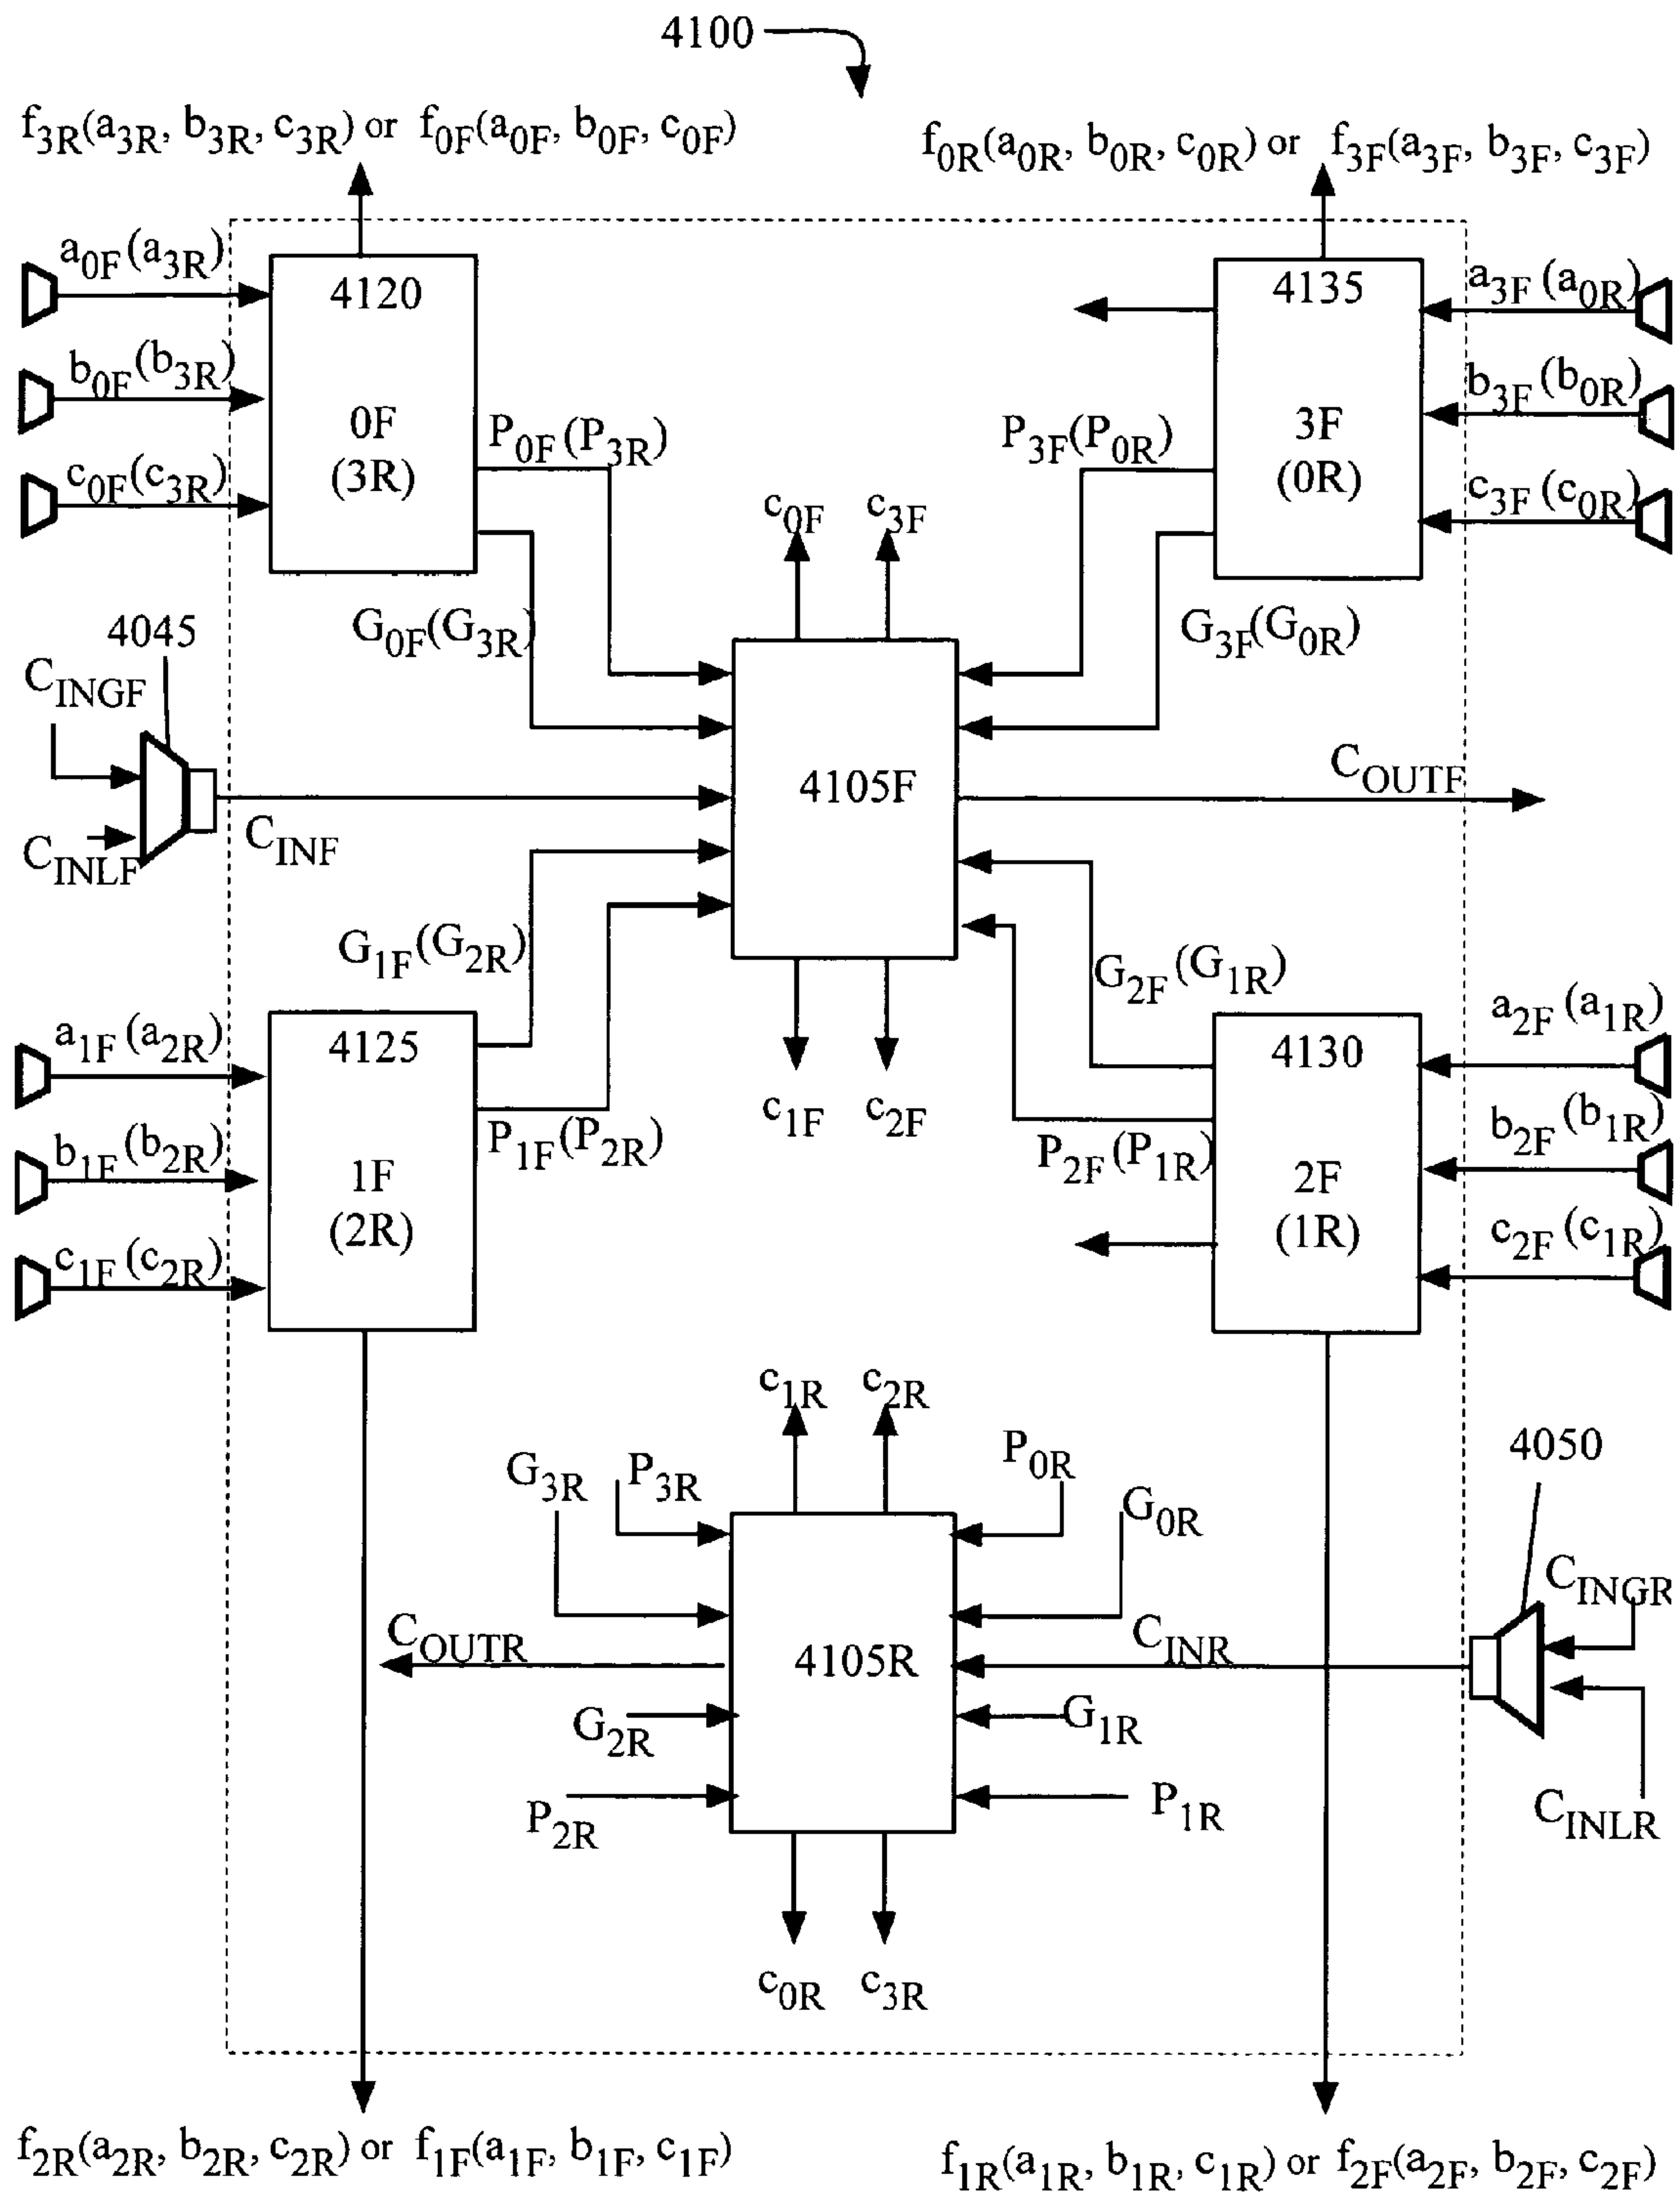 4100
f3R(a3R, b3R, c3R) or f0F(a0F, b0F, c0F)
f0R(a0R, b0R, c0R) or f3F(a3F, b3F, c3F)
a0F (a3R)
b0F (b3R)
c0F (c3R)
4120
0F
(3R)
P0F (P3R)
G0F(G3R)
4135
3F
(0R)
P3F(P0R)
G3F(G0R)
a3F (a0R)
b3F (b0R)
c3F (c0R)
c0F
c3F
4045
CINGF
CINLF
CINF
4105F
COUTF
G1F (G2R)
a1F (a2R)
b1F (b2R)
c1F (c2R)
4125
1F
(2R)
P1F(P2R)
c1F
c2F
G2F (G1R)
P2F (P1R)
4130
2F
(1R)
a2F (a1R)
b2F (b1R)
c2F (c1R)
c1R
c2R
G3R
P3R
P0R
G0R
4050
CINGR
CINLR
COUTR
4105R
CINR
G2R
G1R
P2R
P1R
c0R
c3R
f2R(a2R, b2R, c2R) or f1F(a1F, b1F, c1F)
f1R(a1R, b1R, c1R) or f2F(a2F, b2F, c2F)